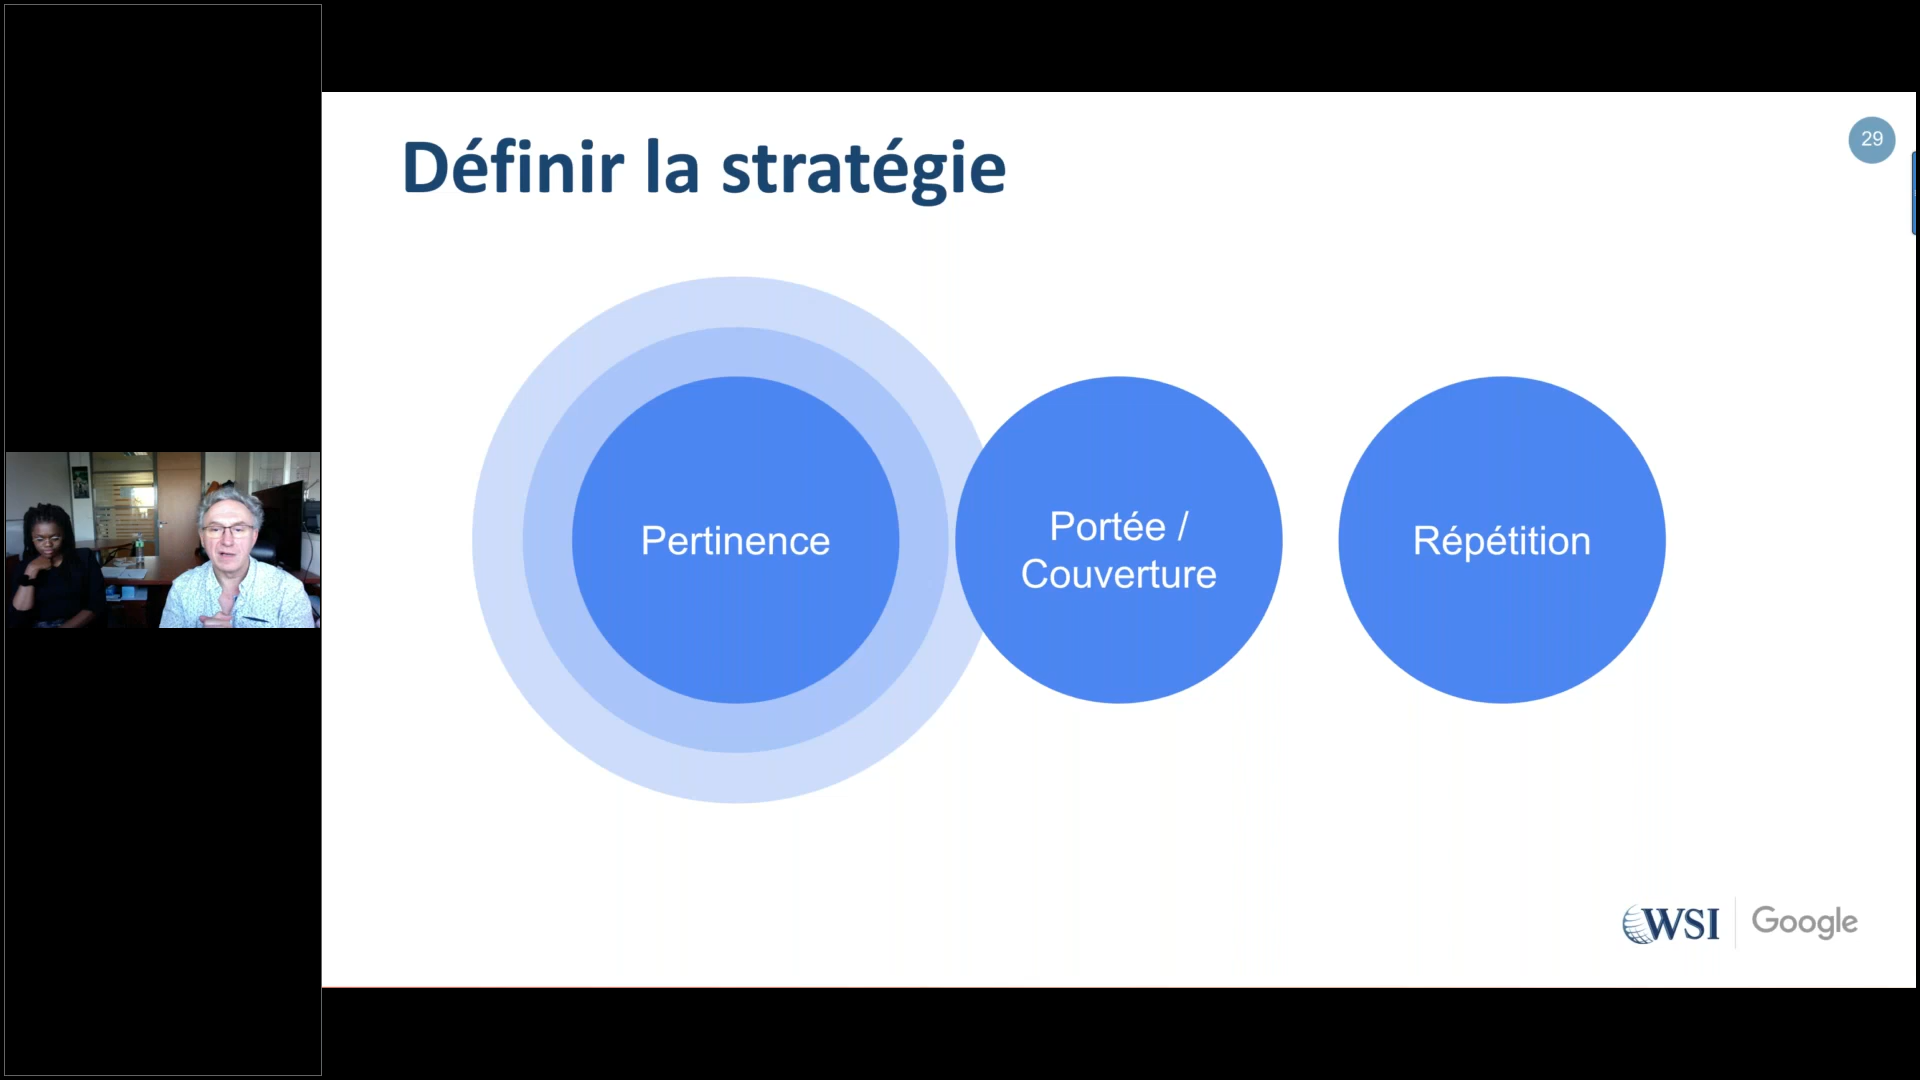 Définir la stratégie
29
Pertinence
Portée /
Couverture
Répétition
WSI
Google